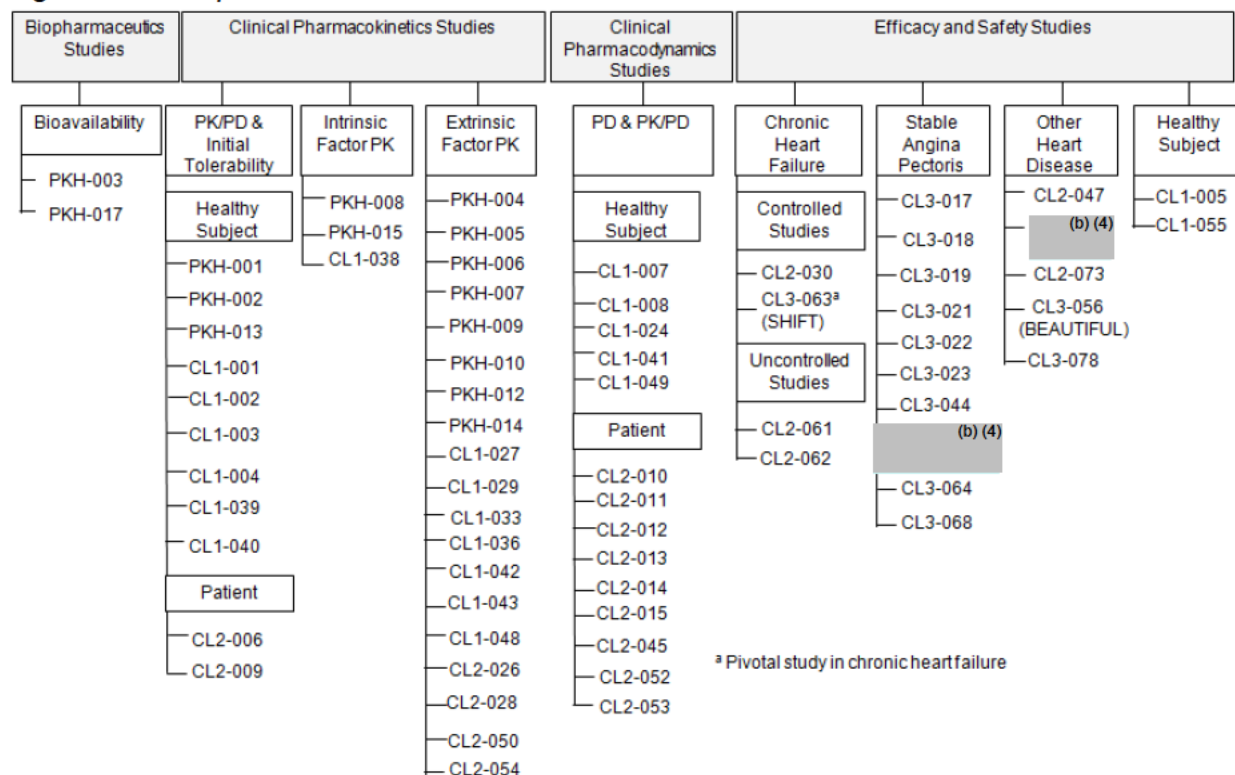 Biopharmaceutics
Studies
Clinical Pharmacokinetics Studies
Clinical
Pharmacodynamics
Studies
Efficacy and Safety Studies
Bioavailability
PKH-003
PKH-017
PK/PD &
Initial
Tolerability
Healthy
Subject
PKH-001
PKH-002
PKH-013
CL1-001
CL1-002
CL1-003
CL1-004
CL1-039
CL1-040
Patient
CL2-006
CL2-009
Intrinsic
Factor PK
PKH-008
PKH-015
CL1-038
Extrinsic
Factor PK
PKH-004
PKH-005
PKH-006
PKH-007
PKH-009
PKH-010
PKH-012
PKH-014
CL1-027
CL1-029
CL1-033
CL1-036
CL1-042
CL1-043
CL1-048
CL2-026
CL2-028
CL2-050
CL2-054
PD & PK/PD
Healthy
Subject
CL1-007
CL1-008
CL1-024
CL1-041
CL1-049
Patient
CL2-010
CL2-011
CL2-012
CL2-013
CL2-014
CL2-015
CL2-045
CL2-052
CL2-053
Chronic
Heart
Failure
Controlled
Studies
CL2-030
CL3-063ª
(SHIFT)
Uncontrolled
Studies
CL2-061
CL2-062
Stable
Angina
Pectoris
CL3-017
CL3-018
CL3-019
CL3-021
CL3-022
CL3-023
CL3-044
(b) (4)
CL3-064
CL3-068
Other
Heart
Disease
CL2-047
(b) (4)
CL2-073
CL3-056
(BEAUTIFUL)
CL3-078
Healthy
Subject
CL1-005
CL1-055
ª Pivotal study in chronic heart failure